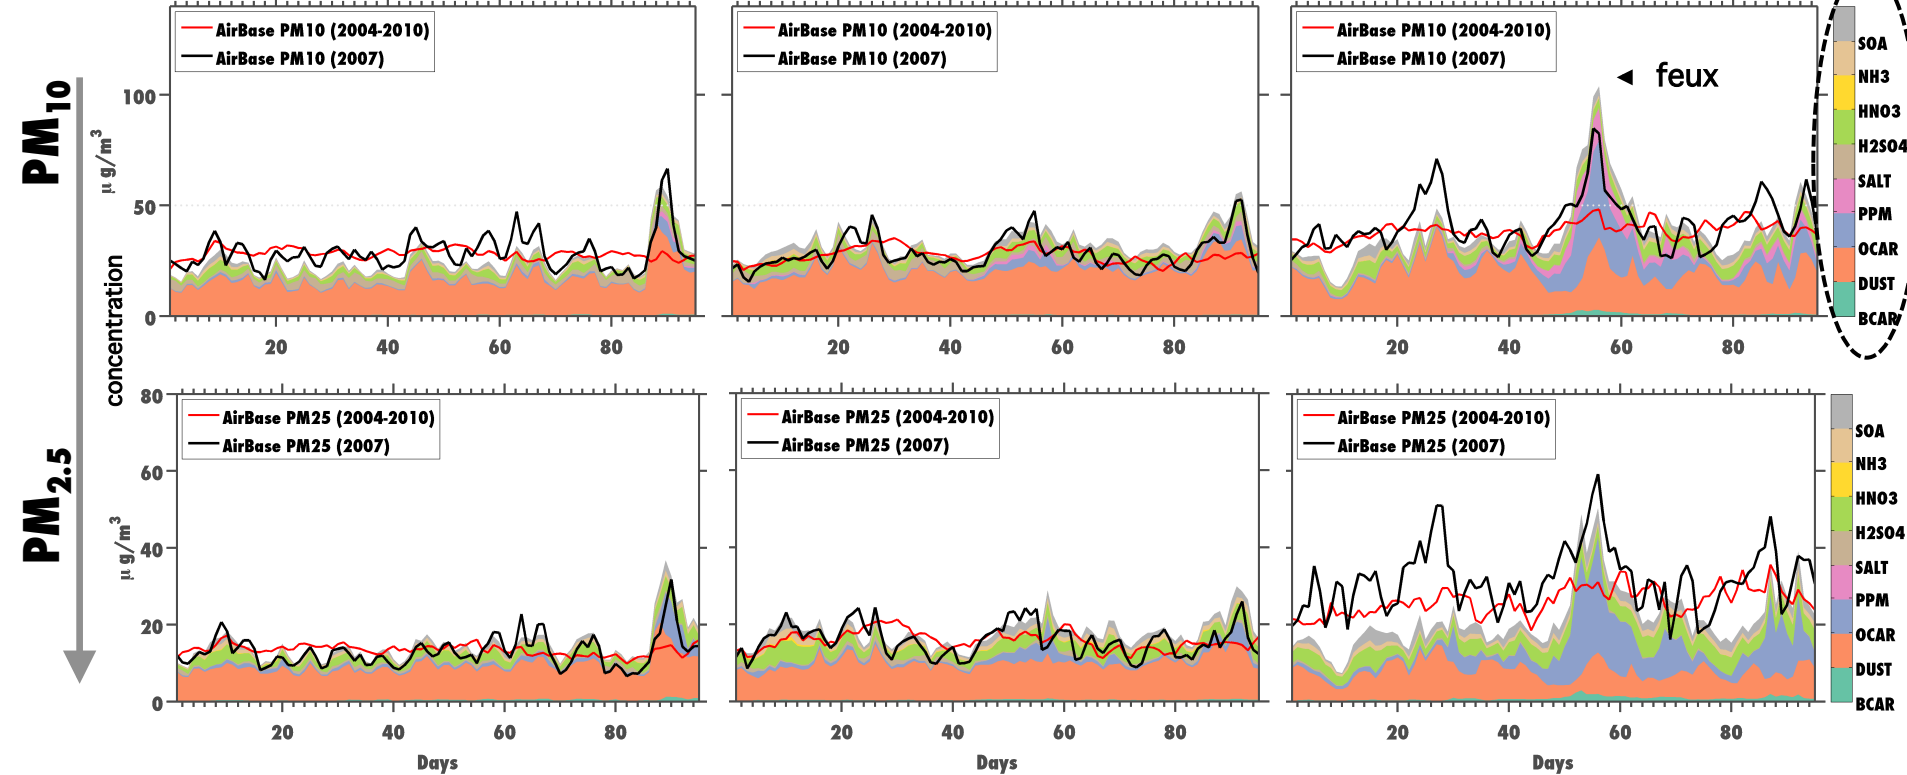 PM10
μ g/m3
AirBase PM10 (2004-2010)
AirBase PM10 (2007)
100
50
0
20 40 60 80
AirBase PM10 (2004-2010)
AirBase PM10 (2007)
20 40 60 80
AirBase PM10 (2004-2010)
AirBase PM10 (2007)
◄ feux
20 40 60 80
SOA
NH3
HNO3
H2SO4
SALT
PPM
OCAR
DUST
BCAR
concentration
PM2.5
μ g/m3
AirBase PM25 (2004-2010)
AirBase PM25 (2007)
80
60
40
20
0
20 40 60 80
Days
AirBase PM25 (2004-2010)
AirBase PM25 (2007)
20 40 60 80
Days
AirBase PM25 (2004-2010)
AirBase PM25 (2007)
20 40 60 80
Days
SOA
NH3
HNO3
H2SO4
SALT
PPM
OCAR
DUST
BCAR